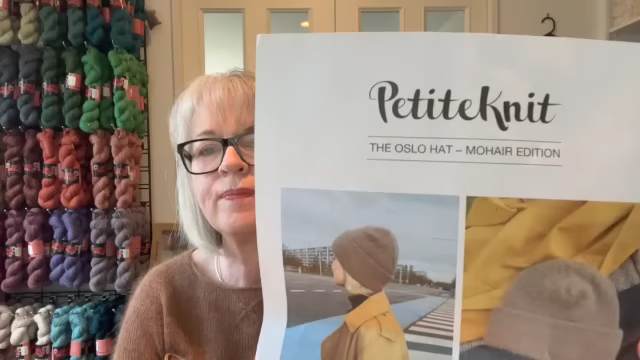 PetiteKnit
THE OSLO HAT – MOHAIR EDITION